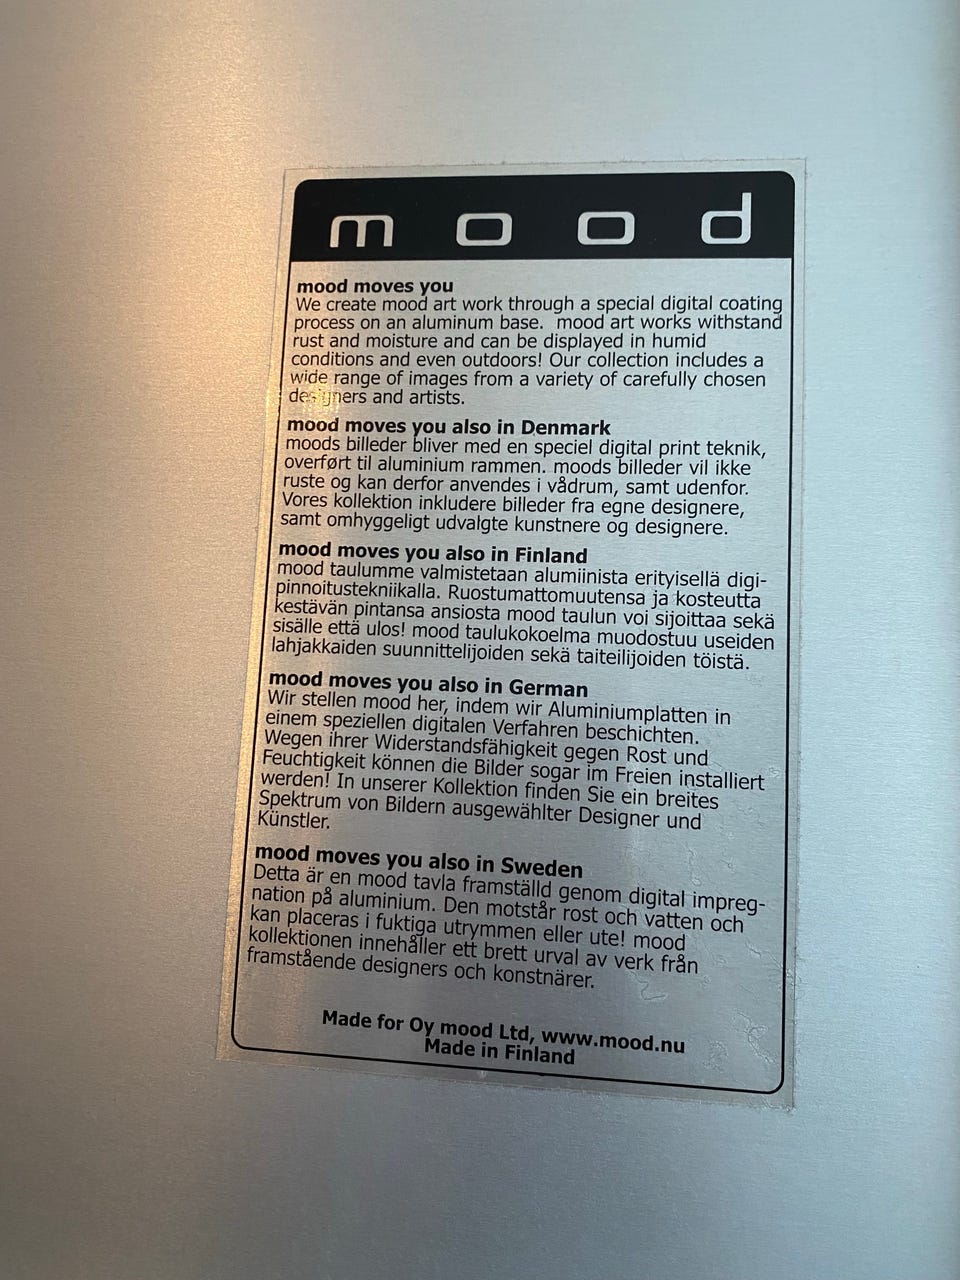 mood
mood moves you
We create mood art work through a special digital coating
process on an aluminum base.  mood art works withstand
rust and moisture and can be displayed in humid
conditions and even outdoors! Our collection includes a
wide range of images from a variety of carefully chosen
designers and artists.
mood moves you also in Denmark
moods billeder bliver med en speciel digital print teknik,
overført til aluminium rammen. moods billeder vil ikke
ruste og kan derfor anvendes i vådrum, samt udenfor.
Vores kollektion inkludere billeder fra egne designere,
samt omhyggeligt udvalgte kunstnere og designere.
mood moves you also in Finland
mood taulumme valmistetaan alumiinista erityisellä digi-
pinnoitustekniikalla. Ruostumattomuutensa ja kosteutta
kestävän pintansa ansiosta mood taulun voi sijoittaa sekä
sisälle että ulos! mood taulukokoelma muodostuu useiden
lahjakkaiden suunnittelijoiden sekä taiteilijoiden töistä.
mood moves you also in German
Wir stellen mood her, indem wir Aluminiumplatten in
einem speziellen digitalen Verfahren beschichten.
Wegen ihrer Widerstandsfähigkeit gegen Rost und
Feuchtigkeit können die Bilder sogar im Freien installiert
werden! In unserer Kollektion finden Sie ein breites
Spektrum von Bildern ausgewählter Designer und
Künstler.
mood moves you also in Sweden
Detta är en mood tavla framställd genom digital impreg-
nation på aluminium. Den motstår rost och vatten och
kan placeras i fuktiga utrymmen eller ute! mood
kollektionen innehåller ett brett urval av verk från
framstående designers och konstnärer.
Made for Oy mood Ltd, www.mood.nu
Made in Finland